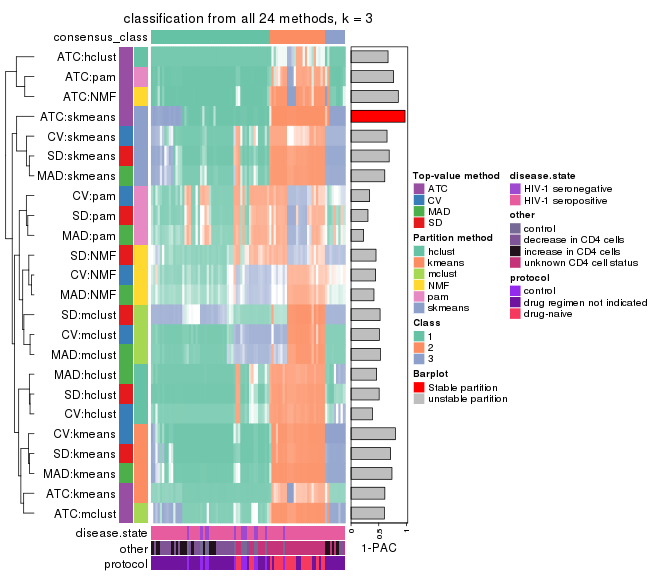 classification from all 24 methods, k = 3
consensus_class
ATC:hclust
ATC:pam
ATC:NMF
ATC:skmeans
CV:skmeans
SD:skmeans
MAD:skmeans
CV:pam
SD:pam
MAD:pam
SD:NMF
CV:NMF
MAD:NMF
SD:mclust
CV:mclust
MAD:mclust
MAD:hclust
SD:hclust
CV:hclust
CV:kmeans
SD:kmeans
MAD:kmeans
ATC:kmeans
ATC:mclust
disease.state
other
protocol
0
0.5
1
1-PAC
Top-value method
ATC
CV
MAD
SD
Partition method
hclust
kmeans
mclust
NMF
pam
skmeans
Class
1
2
3
Barplot
Stable partition
unstable partition
disease.state
HIV-1 seronegative
HIV-1 seropositive
other
control
decrease in CD4 cells
increase in CD4 cells
unknown CD4 cell status
protocol
control
drug regimen not indicated
drug-naive